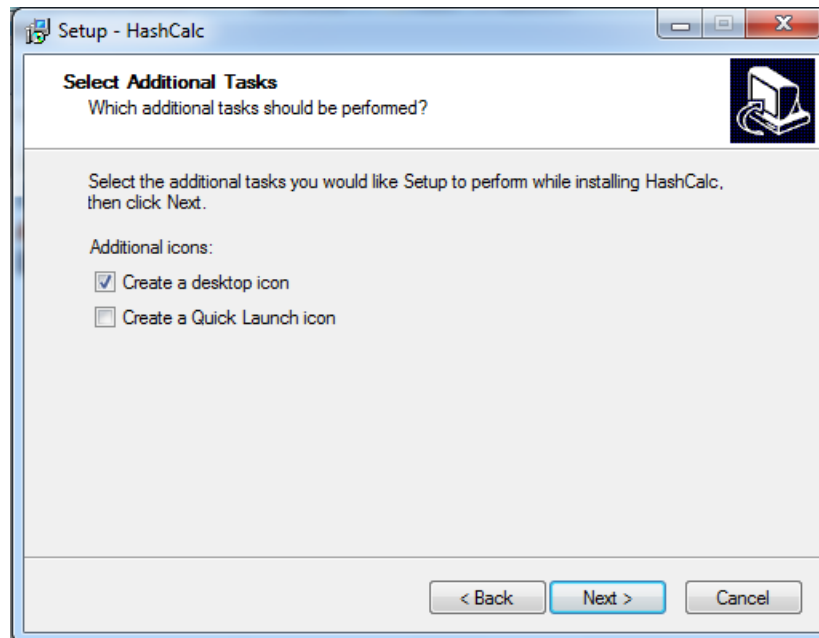 Setup - HashCalc
Select Additional Tasks
Which additional tasks should be performed?
Select the additional tasks you would like Setup to perform while installing HashCalc,
then click Next.
Additional icons:
Create a desktop icon
Create a Quick Launch icon
< Back
Next >
Cancel